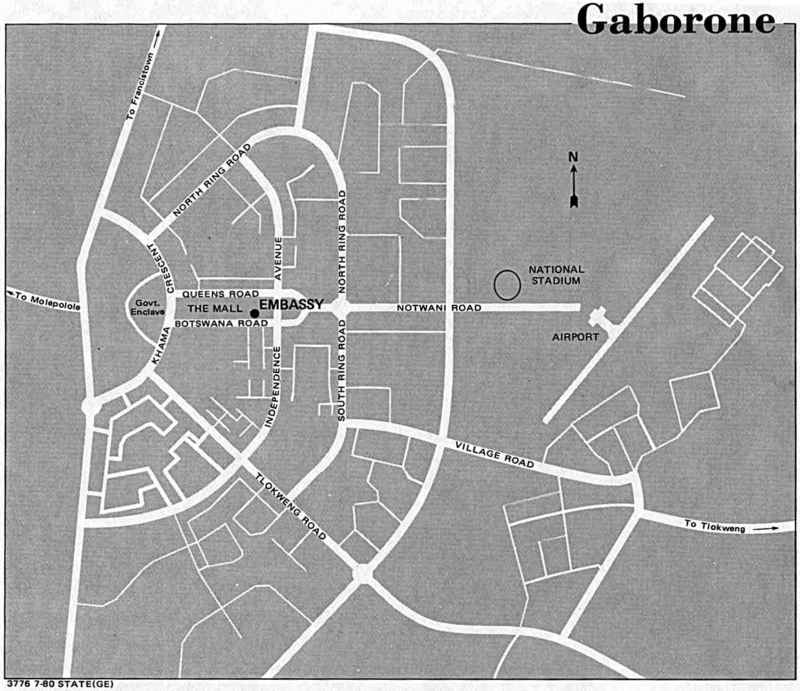 Gaborone
To Francistown
N
NORTH RING ROAD
NORTH RING ROAD
KHAMA CRESCENT
AVENUE
NATIONAL
STADIUM
To Molepolole
Govt.
Enclave
QUEENS ROAD
THE MALL
EMBASSY
BOTSWANA ROAD
NOTWANI ROAD
AIRPORT
INDEPENDENCE
SOUTH RING ROAD
VILLAGE ROAD
TLOKWENG ROAD
To Tlokweng
3776 7-80 STATE(GE)